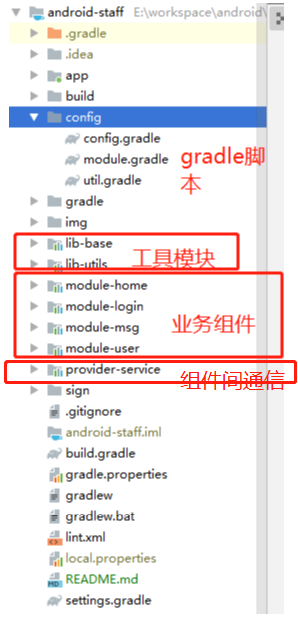 android-staff E:\workspace\android\
.gradle
.idea
app
build
config
config.gradle
module.gradle
util.gradle
gradle脚
本
gradle
img
lib-base
lib-utils
工具模块
module-home
module-login
module-msg
module-user
业务组件
provider-service
组件间通信
sign
.gitignore
android-staff.iml
build.gradle
gradle.properties
gradlew
gradlew.bat
lint.xml
local.properties
README.md
settings.gradle